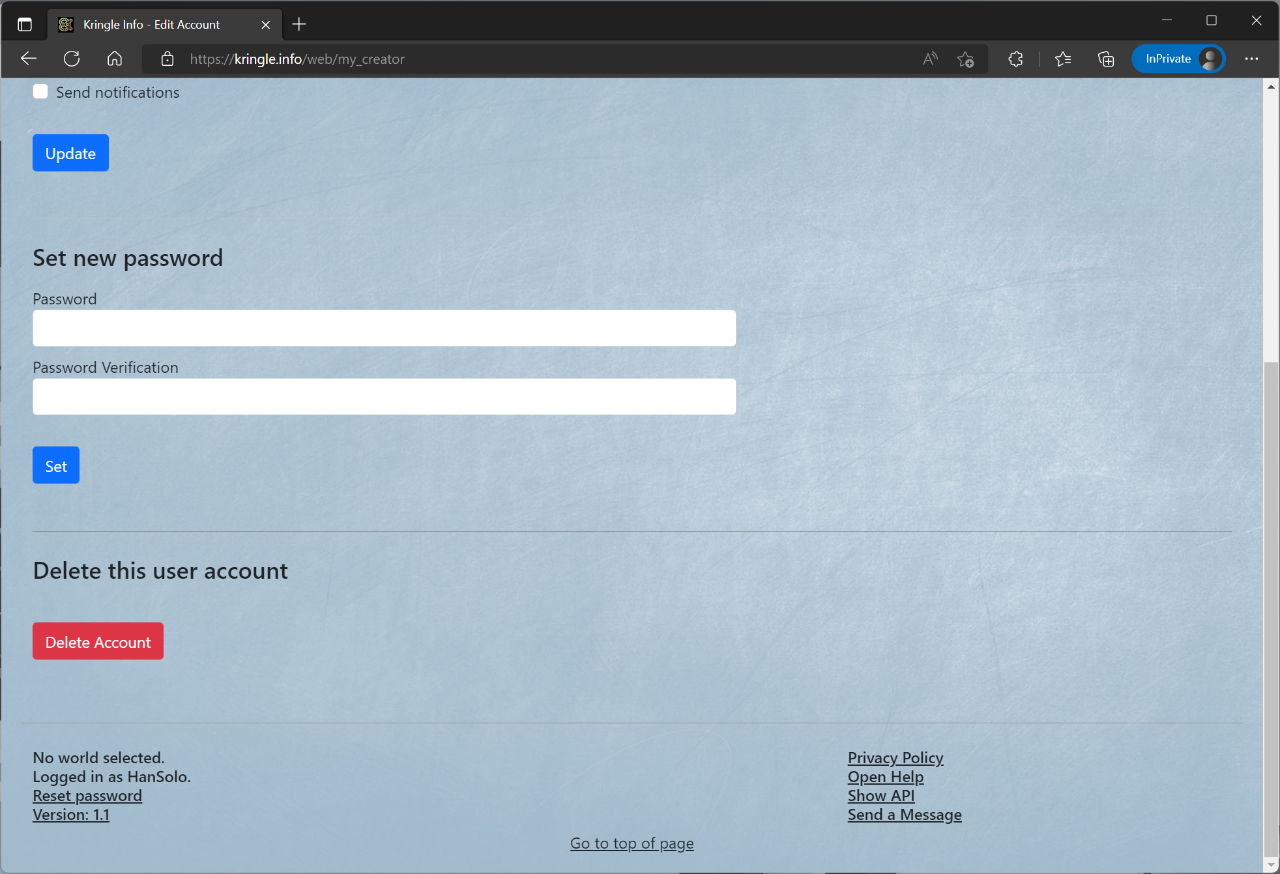 Kringle Info - Edit Account
https://kringle.info/web/my_creator
InPrivate
Send notifications
Update
Set new password
Password
Password Verification
Set
Delete this user account
Delete Account
No world selected.
Logged in as HanSolo.
Reset password
Version: 1.1
Privacy Policy
Open Help
Show API
Send a Message
Go to top of page